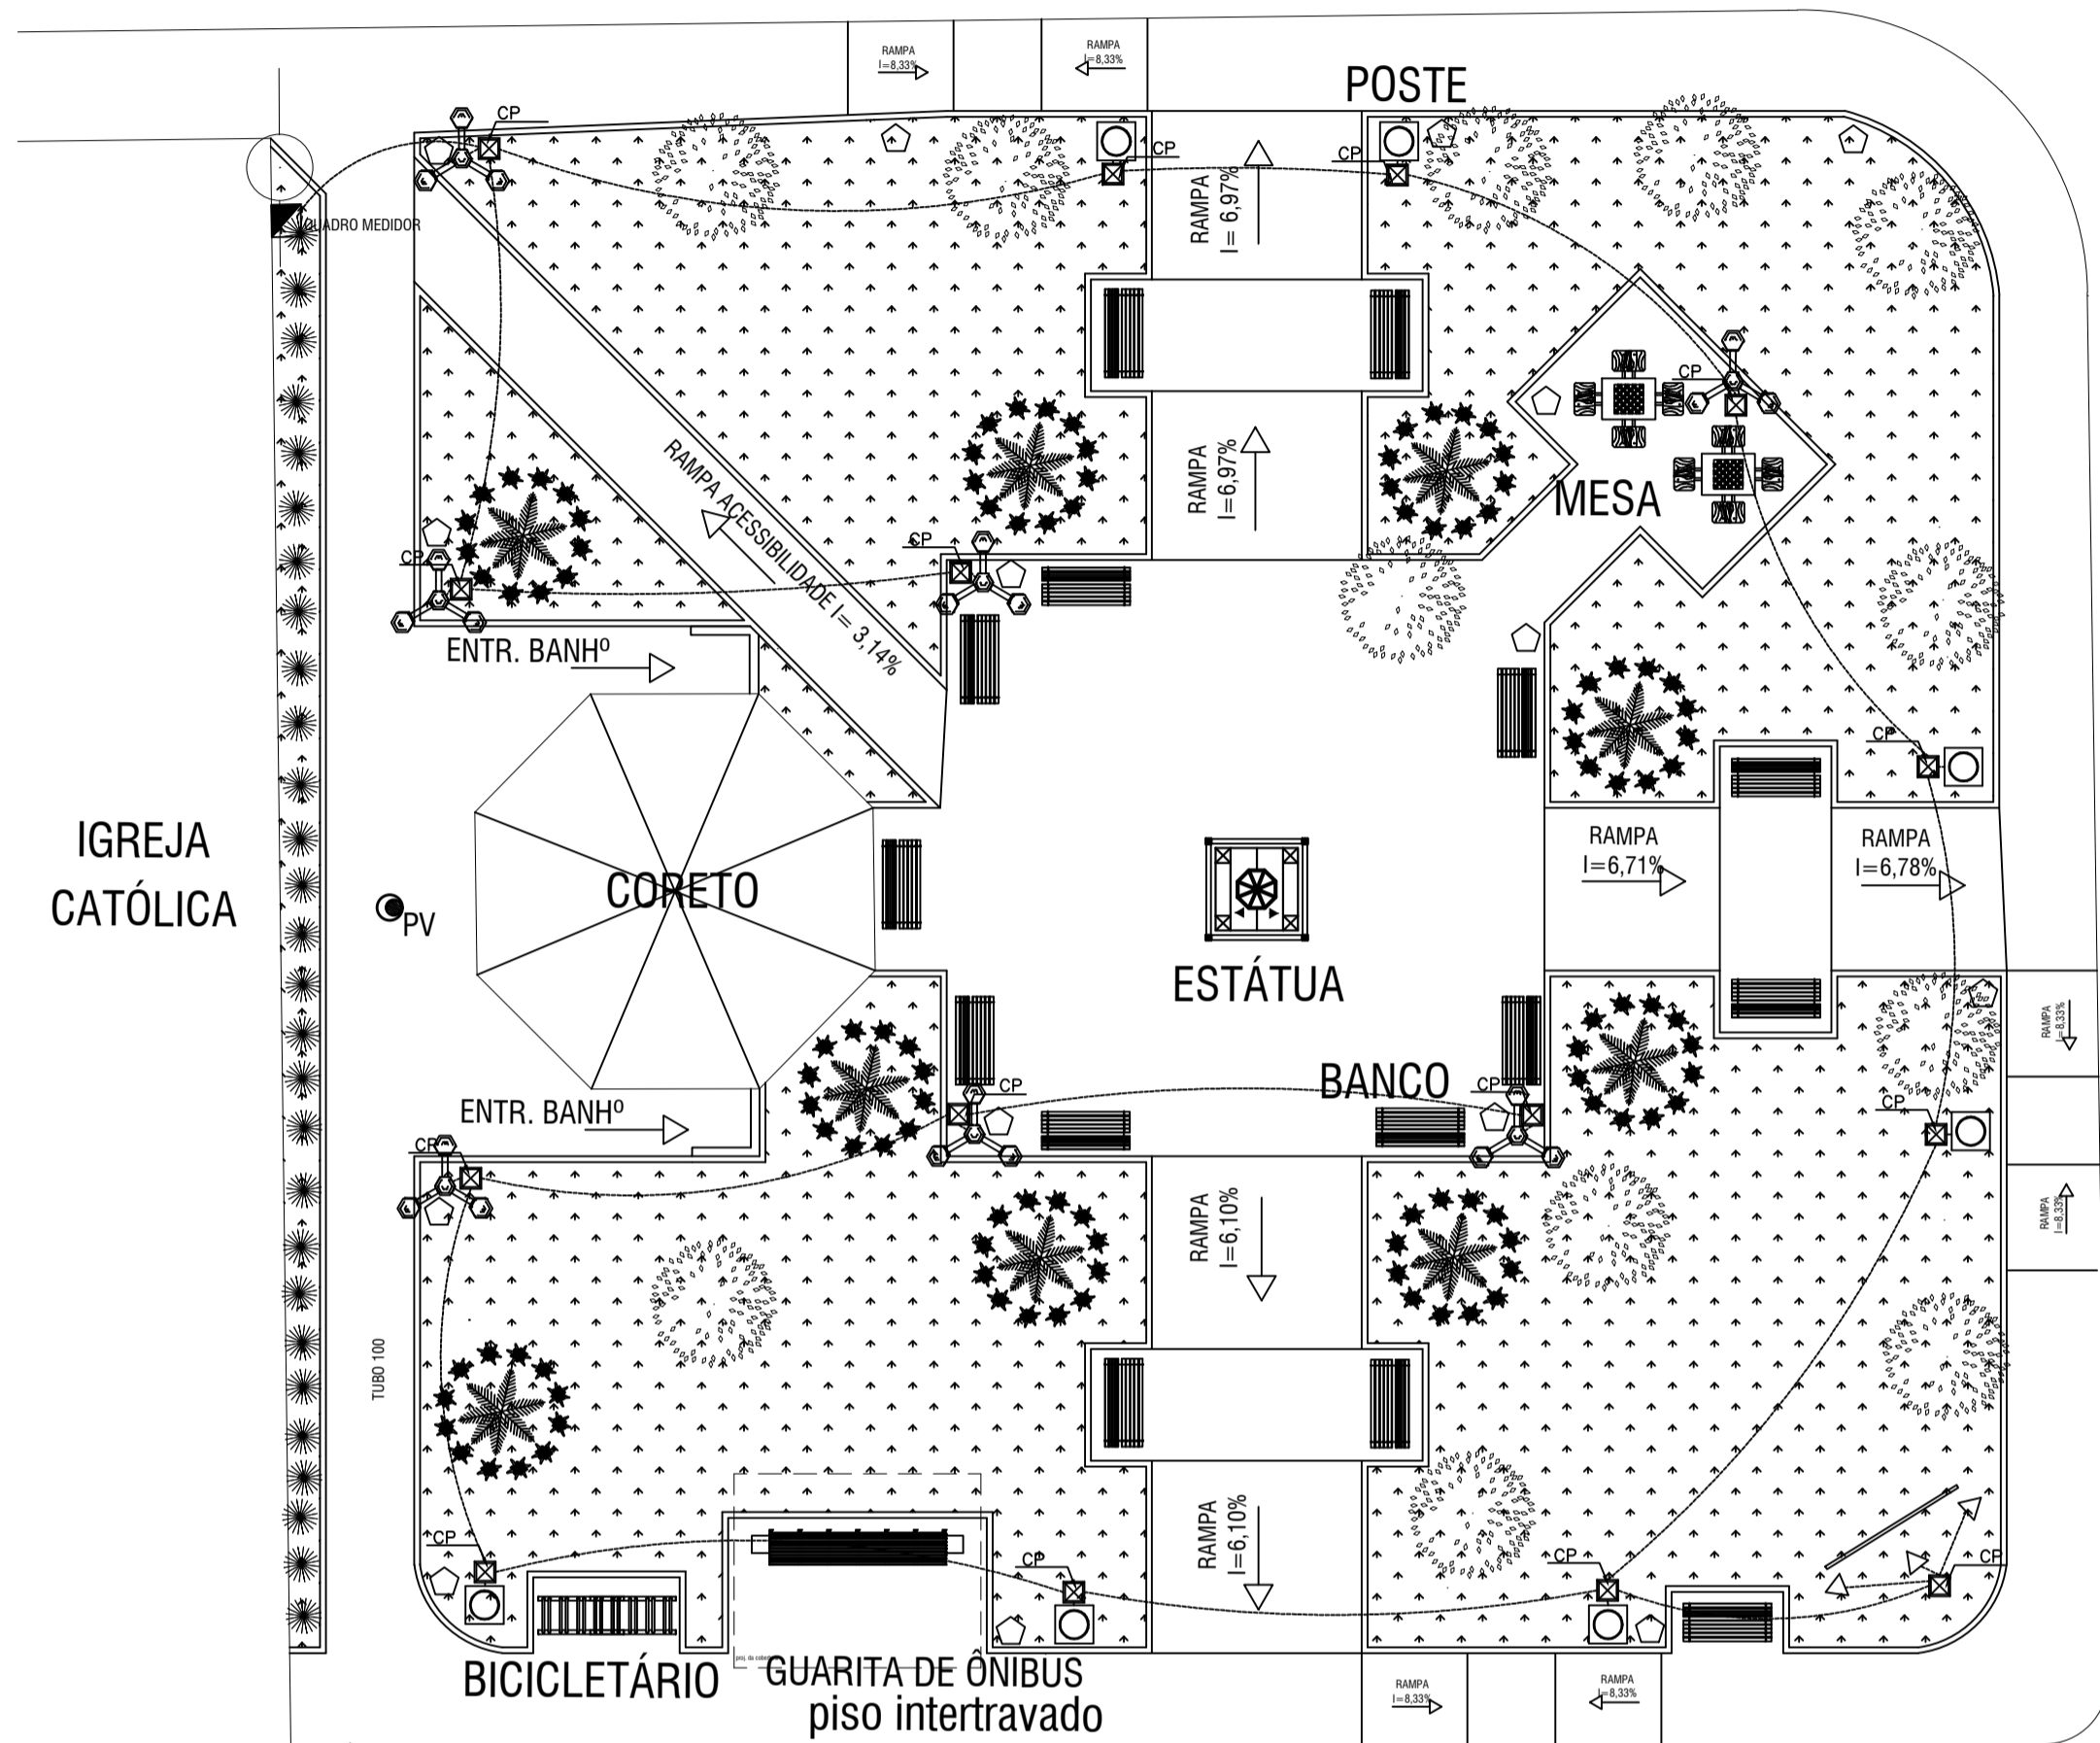 RAMPA
I=8,33%
RAMPA
I=8,33%
POSTE
CP
CP
CP
QUADRO MEDIDOR
RAMPA
I= 6,97%
CP
RAMPA
I=6,97%
MESA
RAMPA ACESSIBILIDADE I= 3,14%
CP
CP
ENTR. BANHº
CP
RAMPA
I=6,71%
RAMPA
I=6,78%
IGREJA
CATÓLICA
CORETO
PV
ESTÁTUA
RAMPA
I=8,33%
BANCO
CP
CP
CP
ENTR. BANHº
CP
RAMPA
I=6,10%
RAMPA
I=8,33%
TUBO 100
RAMPA
I=6,10%
CP
CP
CP
CP
BICICLETÁRIO
GUARITA DE ÔNIBUS
piso intertravado
RAMPA
I=8,33%
RAMPA
I=8,33%